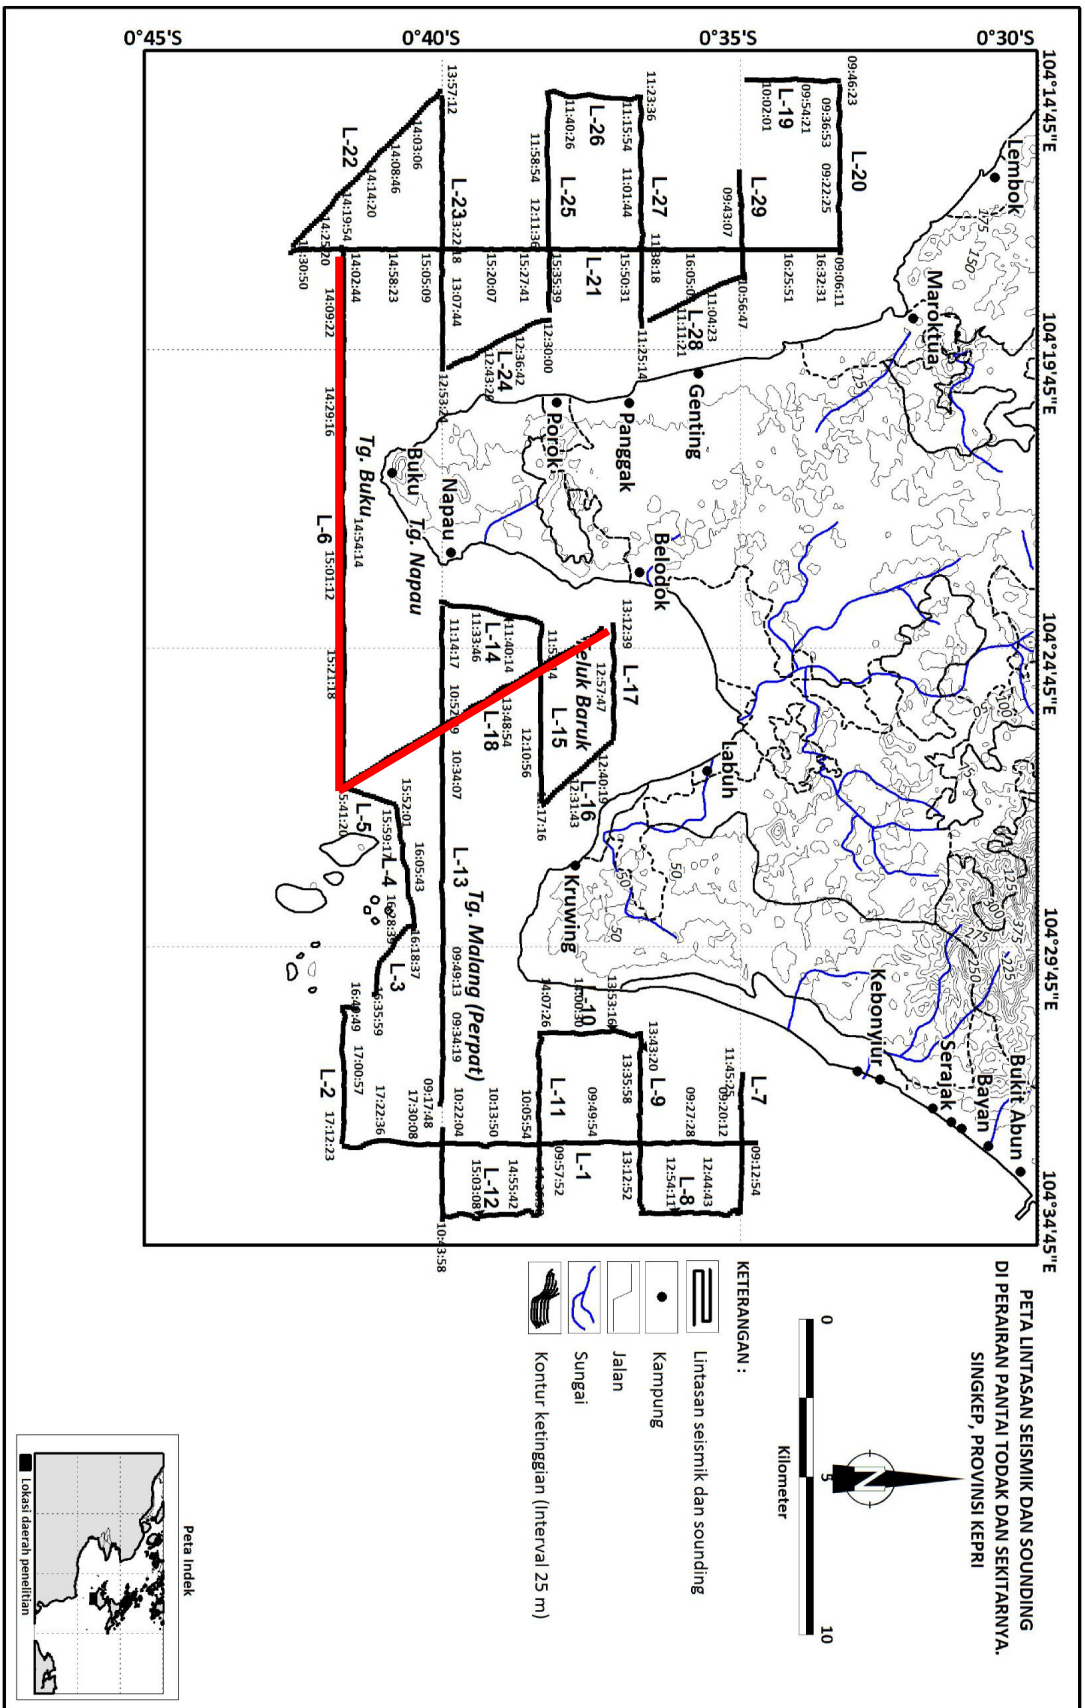 0°45'S
0°40'S
0°35'S
0°30'S
104°14'45"E
104°19'45"E
104°24'45"E
104°29'45"E
104°34'45"E
Lembok
Maroktua
Genting
Panggak
Porok
Buku
Napau
Belodok
Labuh
Kruwing
Kebonyiur
Serajak
Bayan
Bukit Abun
Tg. Buku
Tg. Napau
Teluk Baruk
Tg. Malang (Perpat)
L-1
L-2
L-3
L-4
L-5
L-6
L-7
L-8
L-9
L-10
L-11
L-12
L-13
L-14
L-15
L-16
L-17
L-18
L-19
L-20
L-21
L-22
L-23
L-24
L-25
L-26
L-27
L-28
L-29
09:46:23
09:36:53
09:54:21
10:02:01
09:22:25
09:06:11
16:32:31
16:25:51
09:43:07
10:56:47
11:04:23
11:11:21
11:23:36
11:15:54
11:40:26
11:01:44
11:58:54
12:11:36
15:50:31
15:35:39
15:27:41
15:20:07
15:05:09
14:58:23
14:02:44
11:25:14
12:30:00
12:36:42
13:07:44
13:57:12
14:03:06
14:08:46
14:14:20
14:19:54
14:09:22
14:29:16
14:54:14
15:01:12
15:21:18
13:12:39
12:57:47
12:40:19
12:31:43
12:10:56
13:48:54
11:40:14
11:33:46
11:14:17
10:34:07
15:52:01
16:05:43
16:18:37
16:35:59
17:00:57
17:12:23
17:22:36
17:30:08
09:49:13
09:34:19
09:17:48
10:22:04
10:13:50
10:05:54
09:57:52
09:49:54
14:07:26
14:00:30
13:43:20
13:35:58
13:12:52
11:45:25
09:20:12
09:27:28
09:12:54
12:44:43
12:54:11
14:55:42
15:03:08
175
150
25
50
50
50
100
125
275
375
250
225
PETA LINTASAN SEISMIK DAN SOUNDING
DI PERAIRAN PANTAI TODAK DAN SEKITARNYA.
SINGKEP, PROVINSI KEPRI
N
0
5
10
Kilometer
KETERANGAN :
Lintasan seismik dan sounding
Kampung
Jalan
Sungai
Kontur ketinggian (Interval 25 m)
Peta Indek
Lokasi daerah penelitian